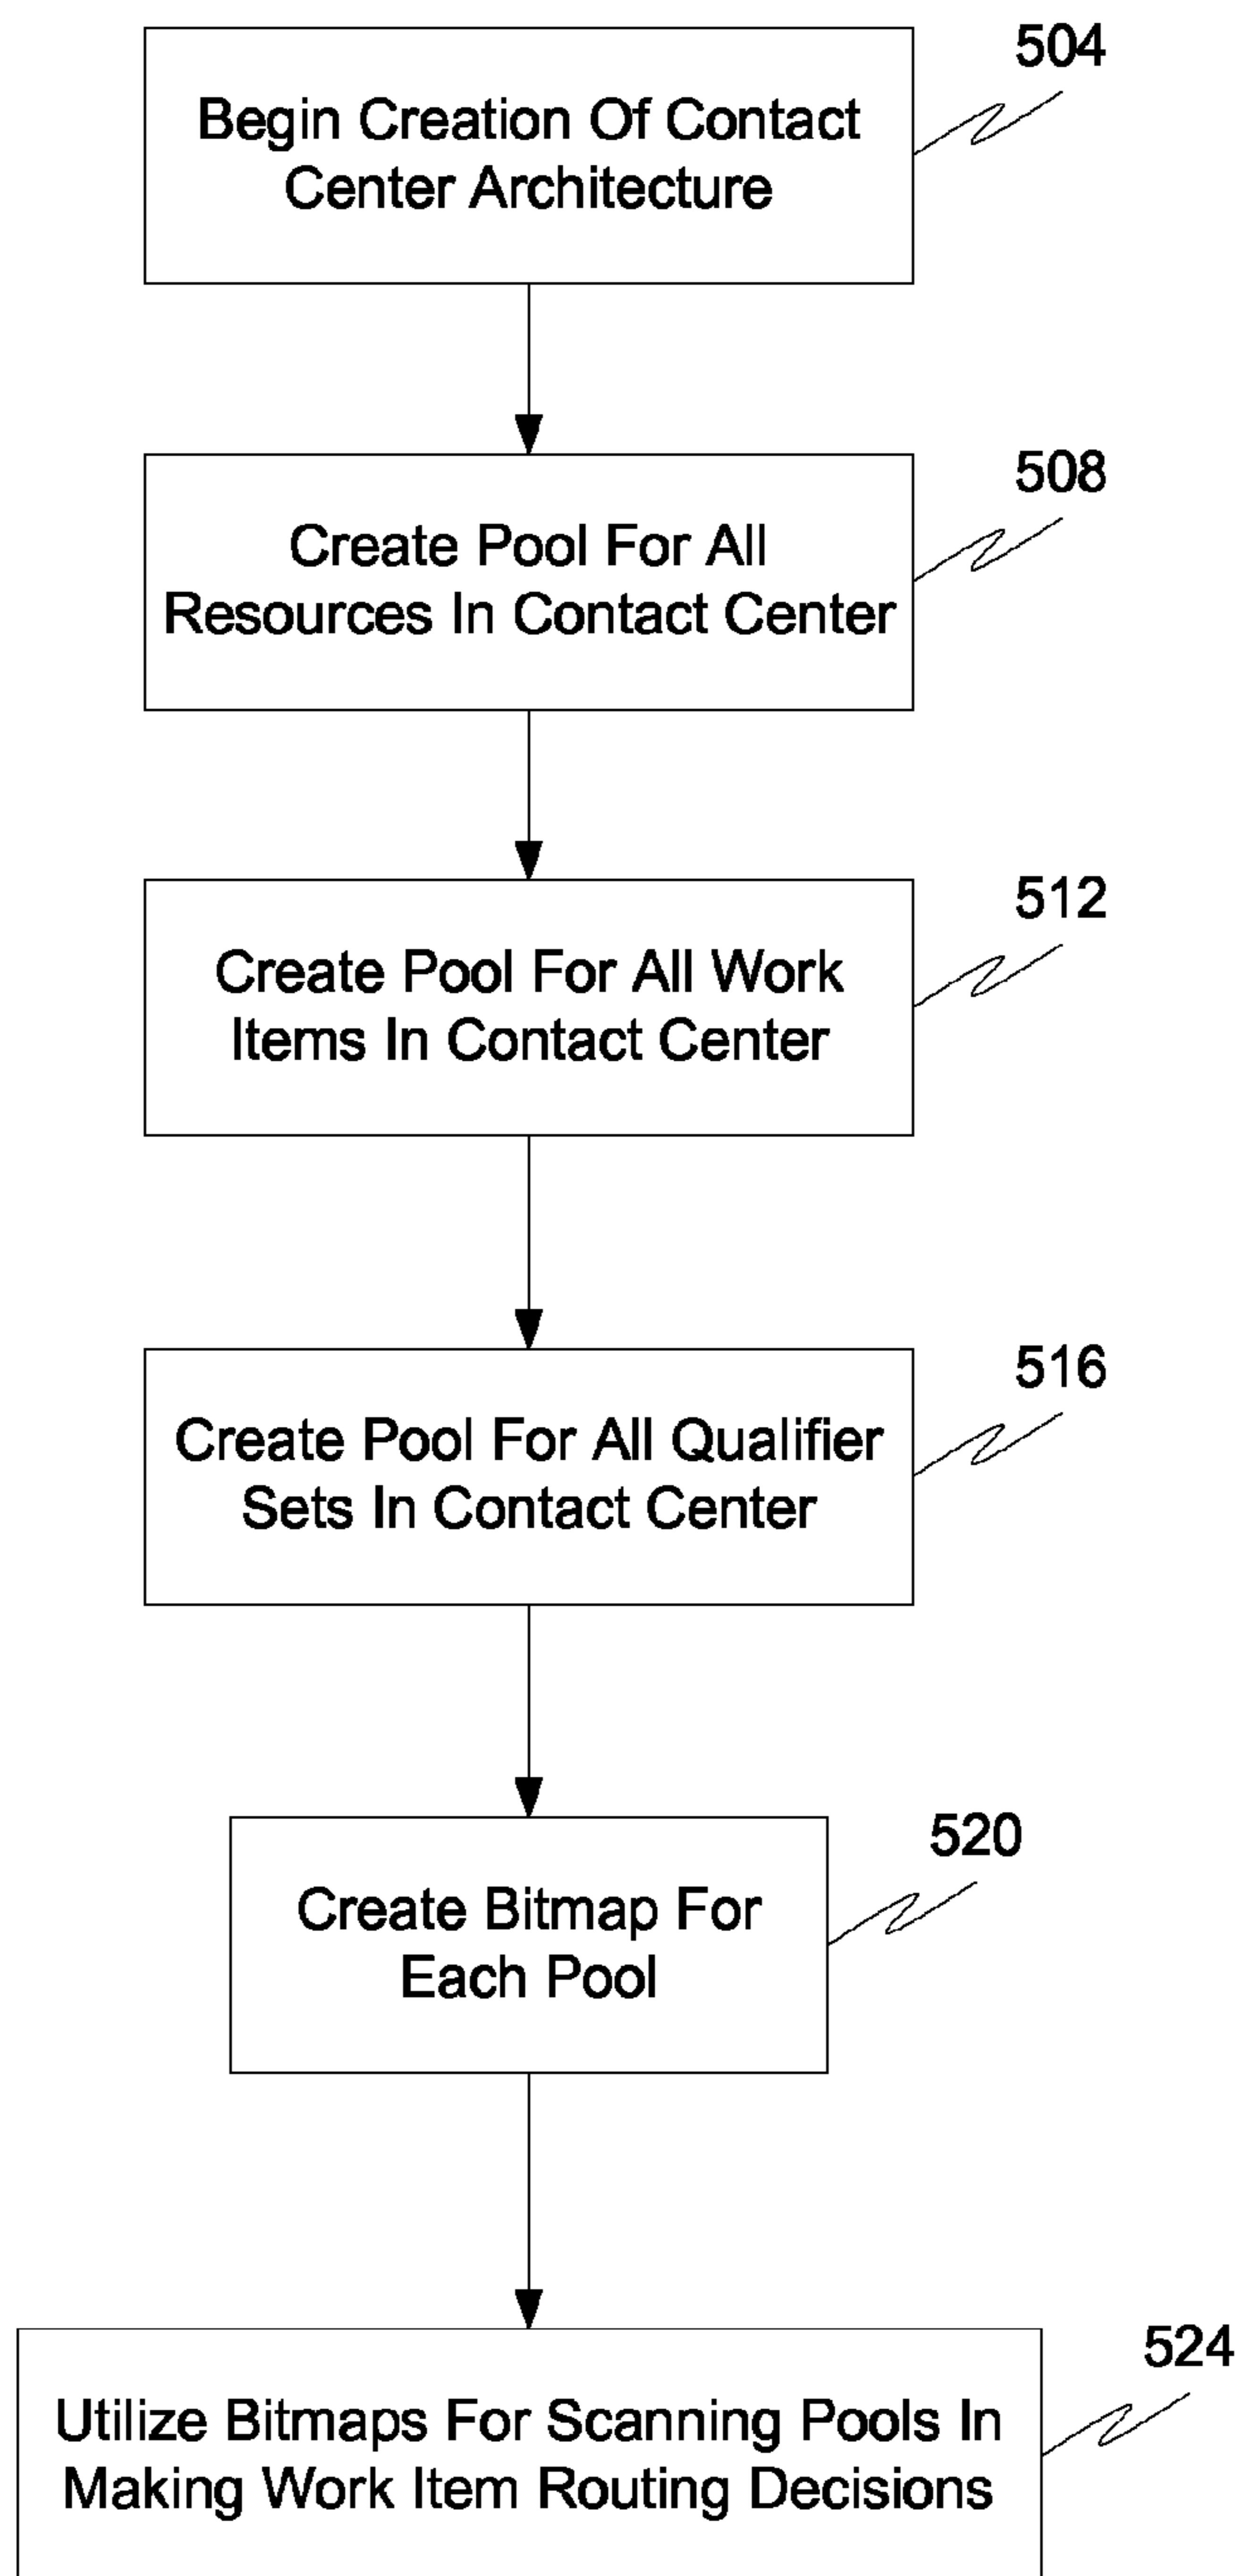 504
Begin Creation Of Contact
Center Architecture
508
Create Pool For All
Resources In Contact Center
512
Create Pool For All Work
Items In Contact Center
516
Create Pool For All Qualifier
Sets In Contact Center
520
Create Bitmap For
Each Pool
524
Utilize Bitmaps For Scanning Pools In
Making Work Item Routing Decisions